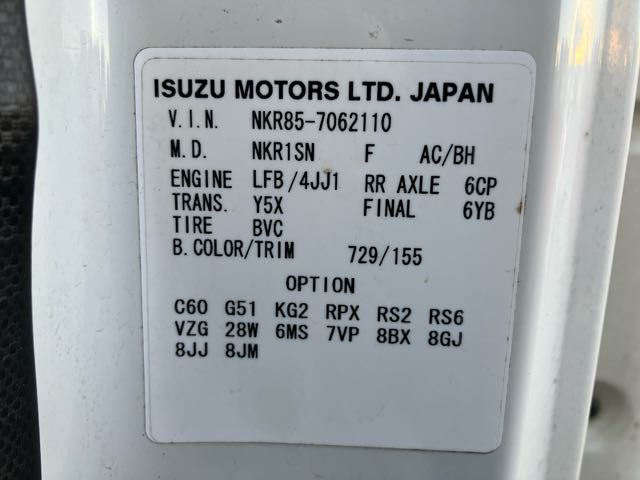 ISUZU MOTORS LTD. JAPAN
V.I.N. NKR85-7062110
M.D. NKR1SN F AC/BH
ENGINE LFB/4JJ1 RR AXLE 6CP
TRANS. Y5X FINAL 6YB
TIRE BVC
B.COLOR/TRIM 729/155
OPTION
C60 G51 KG2 RPX RS2 RS6
VZG 28W 6MS 7VP 8BX 8GJ
8JJ 8JM